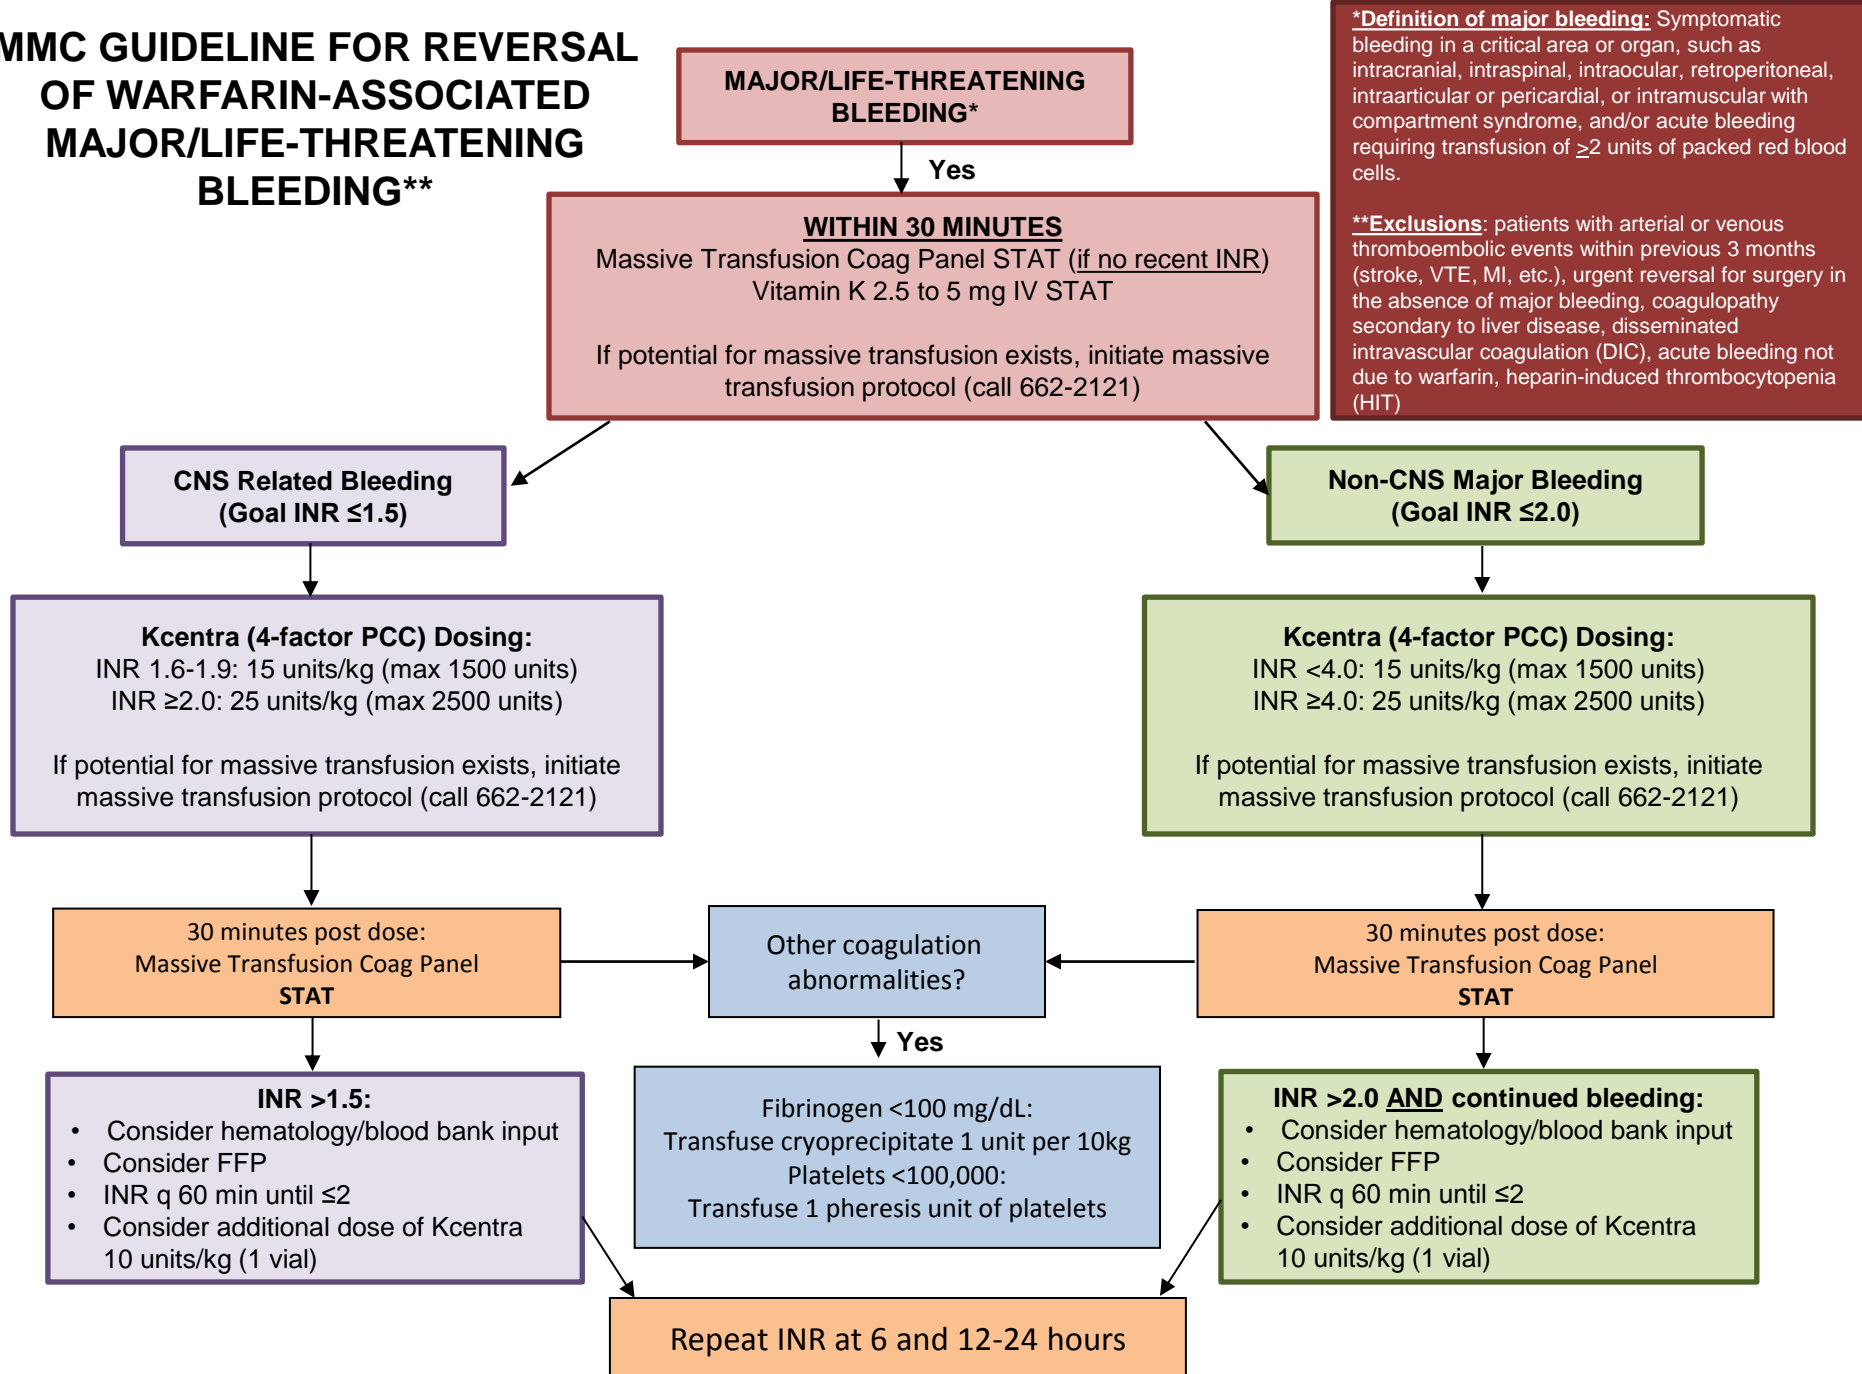 MMC GUIDELINE FOR REVERSAL
OF WARFARIN-ASSOCIATED
MAJOR/LIFE-THREATENING
BLEEDING**
MAJOR/LIFE-THREATENING
BLEEDING*
*Definition of major bleeding: Symptomatic
bleeding in a critical area or organ, such as
intracranial, intraspinal, intraocular, retroperitoneal,
intraarticular or pericardial, or intramuscular with
compartment syndrome, and/or acute bleeding
requiring transfusion of >2 units of packed red blood
cells.
**Exclusions: patients with arterial or venous
thromboembolic events within previous 3 months
(stroke, VTE, MI, etc.), urgent reversal for surgery in
the absence of major bleeding, coagulopathy
secondary to liver disease, disseminated
intravascular coagulation (DIC), acute bleeding not
due to warfarin, heparin-induced thrombocytopenia
(HIT)
Yes
WITHIN 30 MINUTES
Massive Transfusion Coag Panel STAT (if no recent INR)
Vitamin K 2.5 to 5 mg IV STAT
If potential for massive transfusion exists, initiate massive
transfusion protocol (call 662-2121)
CNS Related Bleeding
(Goal INR ≤1.5)
Non-CNS Major Bleeding
(Goal INR ≤2.0)
Kcentra (4-factor PCC) Dosing:
INR 1.6-1.9: 15 units/kg (max 1500 units)
INR ≥2.0: 25 units/kg (max 2500 units)
If potential for massive transfusion exists, initiate
massive transfusion protocol (call 662-2121)
Kcentra (4-factor PCC) Dosing:
INR <4.0: 15 units/kg (max 1500 units)
INR ≥4.0: 25 units/kg (max 2500 units)
If potential for massive transfusion exists, initiate
massive transfusion protocol (call 662-2121)
30 minutes post dose:
Massive Transfusion Coag Panel
STAT
Other coagulation
abnormalities?
30 minutes post dose:
Massive Transfusion Coag Panel
STAT
Yes
INR >1.5:
• Consider hematology/blood bank input
• Consider FFP
• INR q 60 min until ≤2
• Consider additional dose of Kcentra
10 units/kg (1 vial)
Fibrinogen <100 mg/dL:
Transfuse cryoprecipitate 1 unit per 10kg
Platelets <100,000:
Transfuse 1 pheresis unit of platelets
INR >2.0 AND continued bleeding:
• Consider hematology/blood bank input
• Consider FFP
• INR q 60 min until ≤2
• Consider additional dose of Kcentra
10 units/kg (1 vial)
Repeat INR at 6 and 12-24 hours